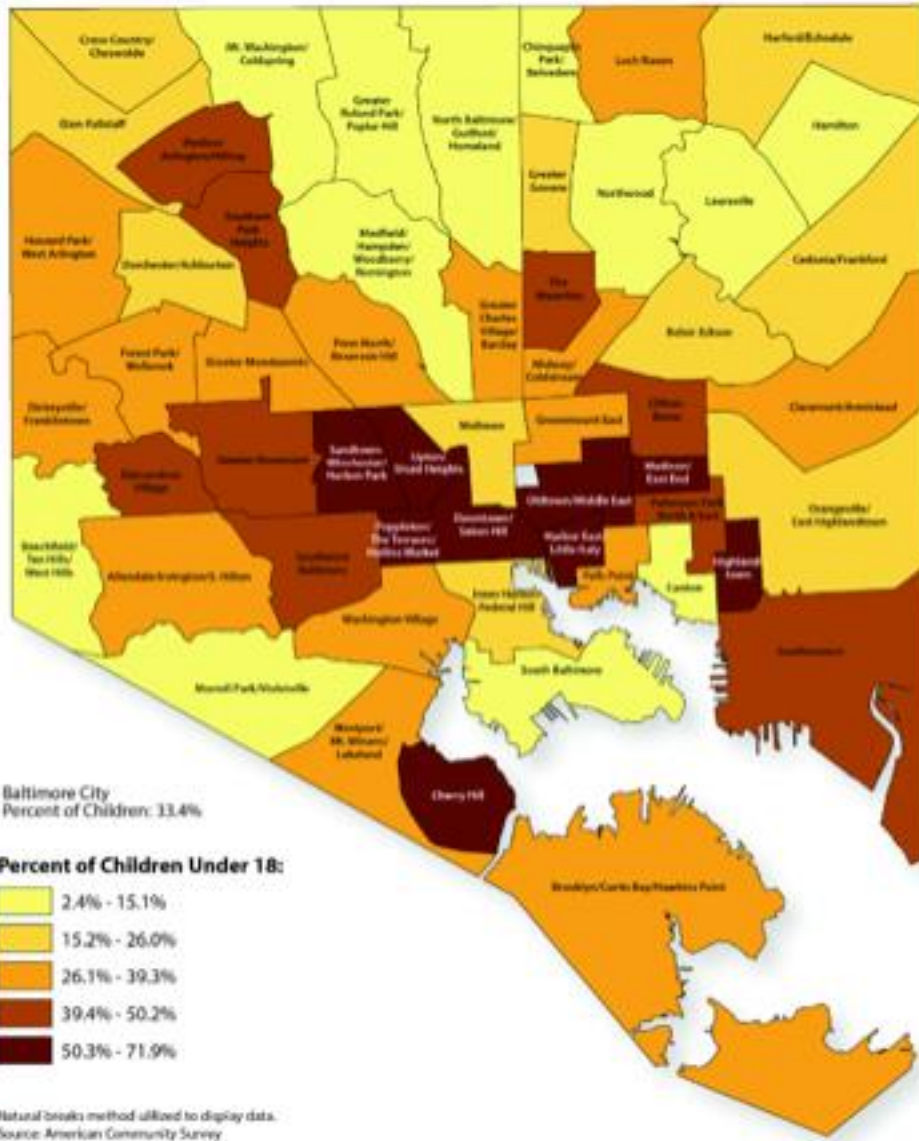 Cross-Country/
Cheswolde
Mt. Washington/
Coldspring
Greater
Roland Park/
Poplar Hill
North Baltimore/
Guilford/
Homeland
Chinquapin
Park/
Belvedere
Loch Raven
Harford/Echodale
Hamilton
Glen-Fallstaff
Arlington/Hilltop
Greater
Govans
Northwood
Lauraville
Southern
Park
Heights
Howard Park/
West Arlington
Dorchester/Ashburton
Medfield/
Hampden/
Woodberry/
Remington
Cedonia/Frankford
The
Waverlies
Greater
Charles
Village/
Barclay
Belair-Edison
Forest Park/
Walbrook
Greater Mondawmin
Penn North/
Reservoir Hill
Midway/
Coldstream
Dickeyville/
Franklintown
Claremont/Armistead
Clifton-
Berea
Midtown
Greenmount East
Sandtown-
Winchester/
Harlem Park
Upton/
Druid Heights
Greater Rosemont
Madison/
East End
Edmondson
Village
Oldtown/Middle East
Patterson Park
North & East
Orangeville/
East Highlandtown
Downtown/
Seton Hill
Poppleton/
The Terraces/
Hollins Market
Harbor East
Little Italy
Beechfield/
Ten Hills/
West Hills
Allendale/Irvington/S. Hilton
Southwest
Baltimore
Highlandtown
Fells Point
Canton
Inner Harbor/
Federal Hill
Washington Village
Southeastern
South Baltimore
Morrell Park/Violetville
Westport/
Mt. Winans/
Lakeland
Cherry Hill
Brooklyn/Curtis Bay/Hawkins Point
Baltimore City
Percent of Children: 33.4%
Percent of Children Under 18:
2.4% - 15.1%
15.2% - 26.0%
26.1% - 39.3%
39.4% - 50.2%
50.3% - 71.9%
Natural breaks method utilized to display data.
Source: American Community Survey